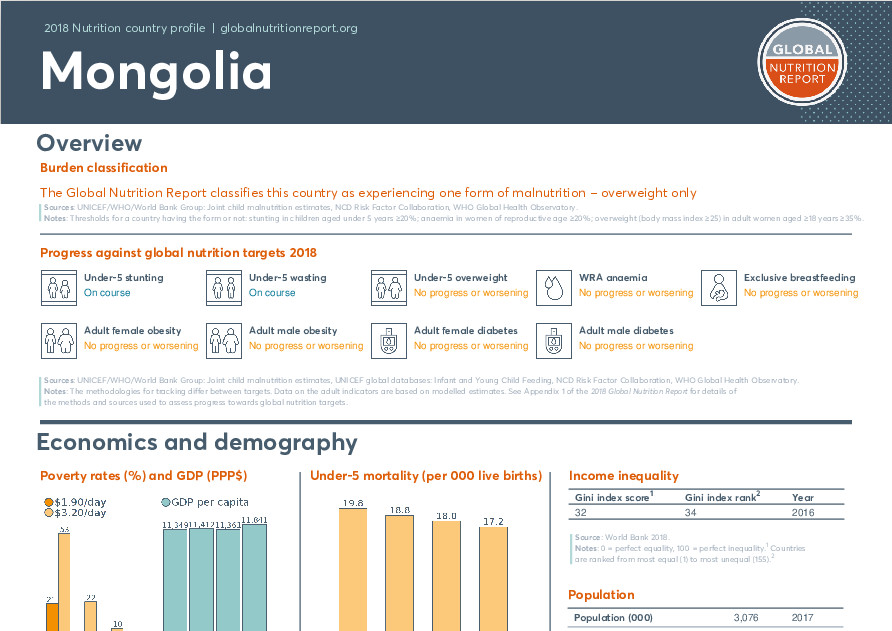 2018 Nutrition country profile | globalnutritionreport.org
Mongolia
GLOBAL
NUTRITION
REPORT
Overview
Burden classification
The Global Nutrition Report classifies this country as experiencing one form of malnutrition – overweight only
Sources: UNICEF/WHO/World Bank Group: Joint child malnutrition estimates, NCD Risk Factor Collaboration, WHO Global Health Observatory.
Notes: Thresholds for a country having the form or not: stunting in children aged under 5 years ≥20%; anaemia in women of reproductive age ≥20%; overweight (body mass index ≥25) in adult women aged ≥18 years ≥35%.
Progress against global nutrition targets 2018
Under-5 stunting
On course
Under-5 wasting
On course
Under-5 overweight
No progress or worsening
WRA anaemia
No progress or worsening
Exclusive breastfeeding
No progress or worsening
Adult female obesity
No progress or worsening
Adult male obesity
No progress or worsening
Adult female diabetes
No progress or worsening
Adult male diabetes
No progress or worsening
Sources: UNICEF/WHO/World Bank Group: Joint child malnutrition estimates, UNICEF global databases: Infant and Young Child Feeding, NCD Risk Factor Collaboration, WHO Global Health Observatory.
Notes: The methodologies for tracking differ between targets. Data on the adult indicators are based on modelled estimates. See Appendix 1 of the 2018 Global Nutrition Report for details of
the methods and sources used to assess progress towards global nutrition targets.
Economics and demography
Poverty rates (%) and GDP (PPP$)
$1.90/day
$3.20/day
GDP per capita
21
53
22
10
11,349
11,412
11,361
11,841
Under-5 mortality (per 000 live births)
19.8
18.8
18.0
17.2
Income inequality
Gini index score1 Gini index rank2 Year
32 34 2016
Source: World Bank 2018.
Notes: 0 = perfect equality, 100 = perfect inequality.1 Countries
are ranked from most equal (1) to most unequal (155).2
Population
Population (000) 3,076 2017